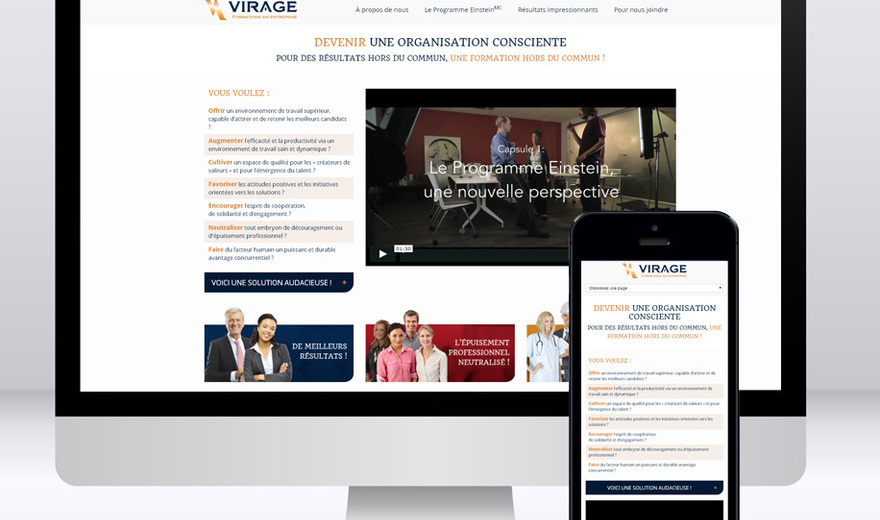 VIRAGE
FORMATIONS EN ENTREPRISE
À propos de nous Le Programme Einstein^MC Résultats impressionnants Pour nous joindre
DEVENIR UNE ORGANISATION CONSCIENTE
POUR DES RÉSULTATS HORS DU COMMUN, UNE FORMATION HORS DU COMMUN !
VOUS VOULEZ :
Offrir un environnement de travail supérieur,
capable d'attirer et de retenir les meilleurs candidats
?
Augmenter l'efficacité et la productivité via un
environnement de travail sain et dynamique ?
Cultiver un espace de qualité pour les « créateurs de
valeurs » et pour l'émergence du talent ?
Favoriser les attitudes positives et les initiatives
orientées vers les solutions ?
Encourager l'esprit de coopération,
de solidarité et d'engagement ?
Neutraliser tout embryon de découragement ou
d'épuisement professionnel ?
Faire du facteur humain un puissant et durable
avantage concurrentiel ?
VOICI UNE SOLUTION AUDACIEUSE ! +
Capsule 1:
Le Programme Einstein,
une nouvelle perspective
01:30
DE MEILLEURS
RÉSULTATS !
L'ÉPUISEMENT
PROFESSIONNEL
NEUTRALISÉ !
VIRAGE
FORMATIONS EN ENTREPRISE
Choisissez une page
DEVENIR UNE ORGANISATION
CONSCIENTE
POUR DES RÉSULTATS HORS DU COMMUN, UNE
FORMATION HORS DU COMMUN !
VOUS VOULEZ :
Offrir un environnement de travail supérieur, capable d'attirer et de
retenir les meilleurs candidats ?
Augmenter l'efficacité et la productivité via un environnement de
travail sain et dynamique ?
Cultiver un espace de qualité pour les « créateurs de valeurs » et pour
l'émergence du talent ?
Favoriser les attitudes positives et les initiatives orientées vers les
solutions ?
Encourager l'esprit de coopération,
de solidarité et d'engagement ?
Neutraliser tout embryon de découragement ou d'épuisement
professionnel ?
Faire du facteur humain un puissant et durable avantage
concurrentiel ?
VOICI UNE SOLUTION AUDACIEUSE ! +